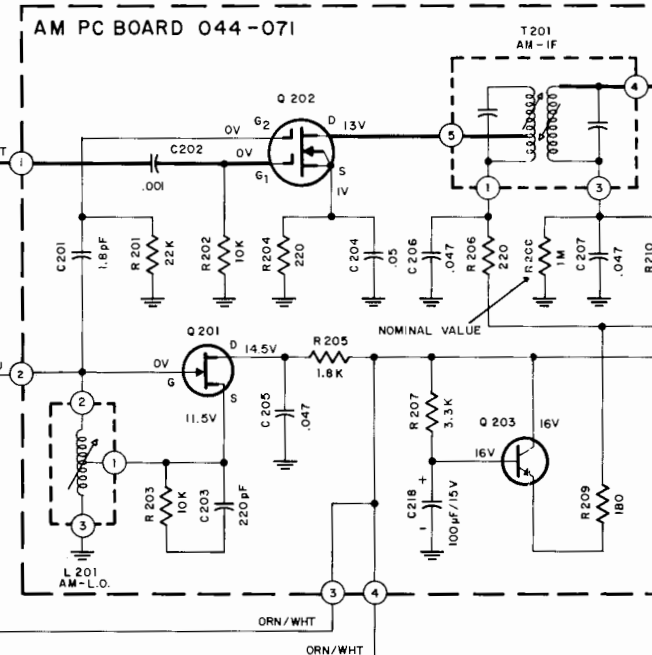 AM PC BOARD 044-071
T201
AM-IF
Q 202
D 13V
0V G2
C202
0V
G1
.001
S
1V
5
4
1
1
3
C201
1.8pF
R201
22K
R202
10K
R204
220
C204
.05
C206
.047
R206
220
1M
C207
.047
R210
NOMINAL VALUE
Q201
D 14.5V
R205
1.8K
0V
G
S
11.5V
2
2
1
3
C205
.047
R207
3.3K
Q 203
16V
16V
R203
10K
C203
220pF
C218
+
-
100µF/15V
R209
180
L201
AM-L.O.
3
4
ORN/WHT
ORN/WHT